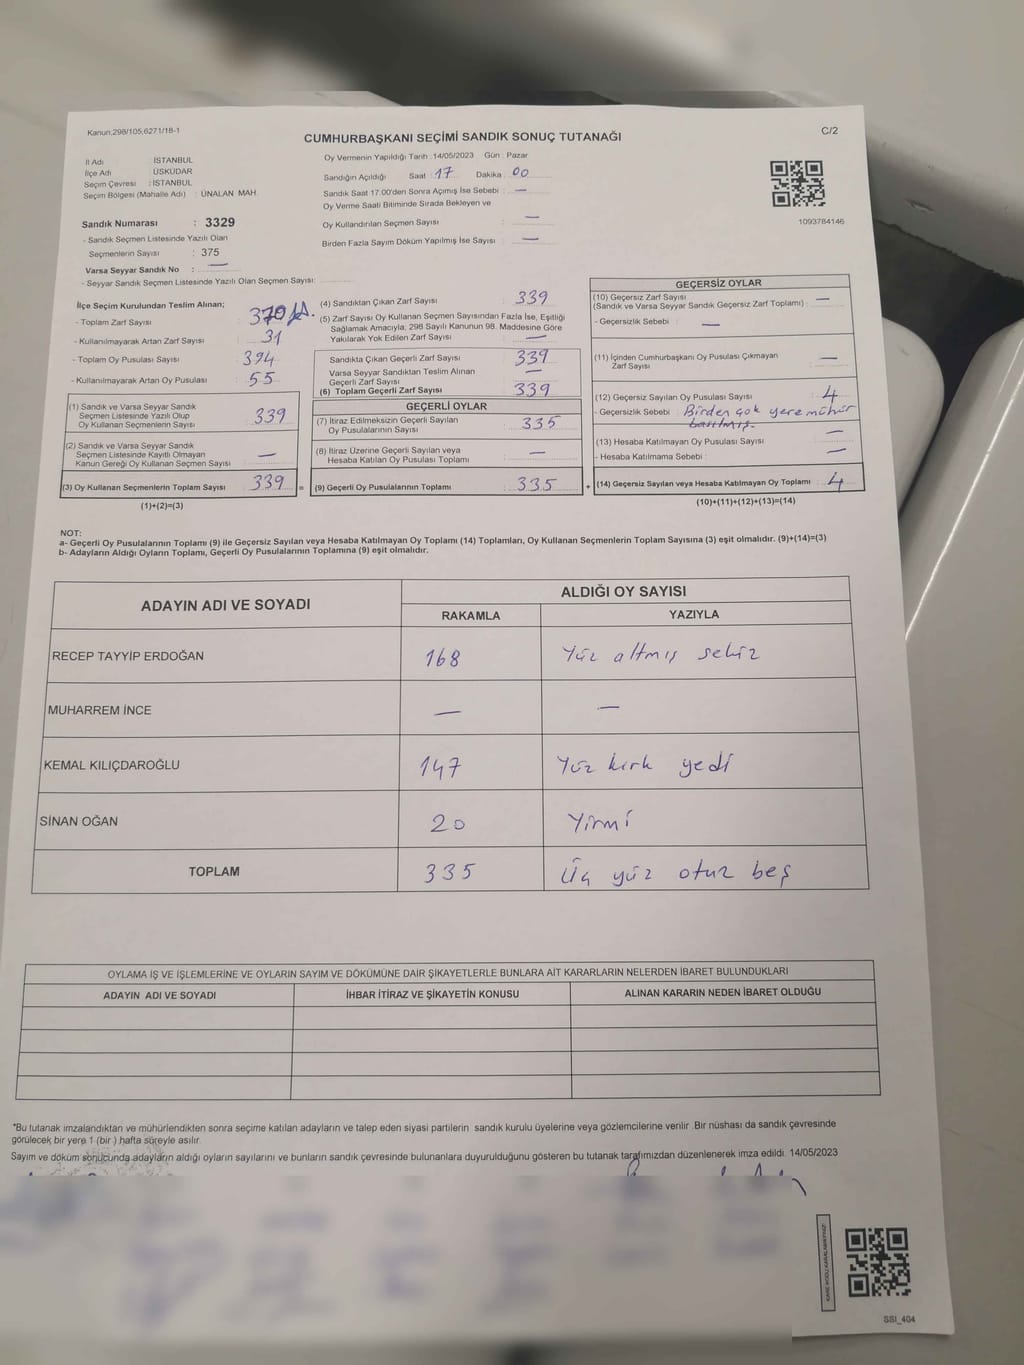 Kanun;298/105,6271/18-1
CUMHURBAŞKANI SEÇİMİ SANDIK SONUÇ TUTANAĞI
C/2
İl Adı : İSTANBUL
İlçe Adı : ÜSKÜDAR
Seçim Çevresi : İSTANBUL
Seçim Bölgesi (Mahalle Adı) : ÜNALAN MAH.
Sandık Numarası : 3329
- Sandık Seçmen Listesinde Yazılı Olan
Seçmenlerin Sayısı : 375
Varsa Seyyar Sandık No : —
- Seyyar Sandık Seçmen Listesinde Yazılı Olan Seçmen Sayısı:
Oy Vermenin Yapıldığı Tarih :14/05/2023 Gün : Pazar
Sandığın Açıldığı Saat : 17 Dakika : 00
Sandık Saat 17.00'den Sonra Açımış İse Sebebi : —
Oy Verme Saati Bitiminde Sırada Bekleyen ve
Oy Kullandırılan Seçmen Sayısı —
Birden Fazla Sayım Döküm Yapılmış İse Sayısı : —
1093784146
İlçe Seçim Kurulundan Teslim Alınan;
- Toplam Zarf Sayısı : 370
- Kullanılmayarak Artan Zarf Sayısı : 31
- Toplam Oy Pusulası Sayısı : 394
- Kullanılmayarak Artan Oy Pusulası : 55
(1) Sandık ve Varsa Seyyar Sandık
Seçmen Listesinde Yazılı Olup
Oy Kullanan Seçmen Sayısı : 339
(2) Sandık ve Varsa Seyyar Sandık
Seçmen Listesinde Kayıtlı Olmayan
Kanun Gereği Oy Kullanan Seçmen Sayısı : —
(3) Oy Kullanan Seçmenlerin Toplam Sayısı : 339 =
(1)+(2)=(3)
(4) Sandıktan Çıkan Zarf Sayısı : 339
(5) Zarf Sayısı Oy Kullanan Seçmen Sayısından Fazla İse, Eşitliği
Sağlamak Amacıyla, 298 Sayılı Kanunun 98. Maddesine Göre
Yakılarak Yok Edilen Zarf Sayısı : —
Sandıkta Çıkan Geçerli Zarf Sayısı : 339
Varsa Seyyar Sandıktan Teslim Alınan
Geçerli Zarf Sayısı : —
(6) Toplam Geçerli Zarf Sayısı : 339
GEÇERLİ OYLAR
(7) İtiraz Edilmeksizin Geçerli Sayılan
Oy Pusulalarının Sayısı : 335
(8) İtiraz Üzerine Geçerli Sayılan veya
Hesaba Katılan Oy Pusulası Toplamı : —
(9) Geçerli Oy Pusulalarının Toplamı : 335 +
GEÇERSİZ OYLAR
(10) Geçersiz Zarf Sayısı : —
(Sandık ve Varsa Seyyar Sandık Geçersiz Zarf Toplamı)
- Geçersizlik Sebebi : —
(11) İçinden Cumhurbaşkanı Oy Pusulası Çıkmayan
Zarf Sayısı : —
(12) Geçersiz Sayılan Oy Pusulası Sayısı : 4
- Geçersizlik Sebebi : Birden çok yere mühür
basılmış.
(13) Hesaba Katılmayan Oy Pusulası Sayısı : —
- Hesaba Katılmama Sebebi : —
(14) Geçersiz Sayılan veya Hesaba Katılmayan Oy Toplamı : 4
(10)+(11)+(12)+(13)=(14)
NOT:
a- Geçerli Oy Pusulalarının Toplamı (9) ile Geçersiz Sayılan veya Hesaba Katılmayan Oy Toplamı (14) Toplamları, Oy Kullanan Seçmenlerin Toplam Sayısına (3) eşit olmalıdır. (9)+(14)=(3)
b- Adayların Aldığı Oyların Toplamı, Geçerli Oy Pusulalarının Toplamına (9) eşit olmalıdır.
ADAYIN ADI VE SOYADI
ALDIĞI OY SAYISI
RAKAMLA YAZIYLA
RECEP TAYYİP ERDOĞAN 168 Yüz altmış sekiz
MUHARREM İNCE — —
KEMAL KILIÇDAROĞLU 147 Yüz kırk yedi
SİNAN OĞAN 20 Yirmi
TOPLAM 335 Üç yüz otuz beş
OYLAMA İŞ VE İŞLEMLERİNE VE OYLARIN SAYIM VE DÖKÜMÜNE DAİR ŞİKAYETLERLE BUNLARA AİT KARARLARIN NELERDEN İBARET BULUNDUKLARI
ADAYIN ADI VE SOYADI İHBAR İTİRAZ VE ŞİKAYETİN KONUSU ALINAN KARARIN NEDEN İBARET OLDUĞU
*Bu tutanak imzalandıktan ve mühürlendikten sonra seçime katılan adayların ve talep eden siyasi partilerin sandık kurulu üyelerine veya gözlemcilerine verilir. Bir nüshası da sandık çevresinde
görülecek bir yere 1 (bir ) hafta süreyle asılır.
Sayım ve döküm sonucunda adayların aldığı oyların sayılarını ve bunların sandık çevresinde bulunanlara duyurulduğunu gösteren bu tutanak tarafımızdan düzenlenerek imza edildi. 14/05/2023
SSI_404